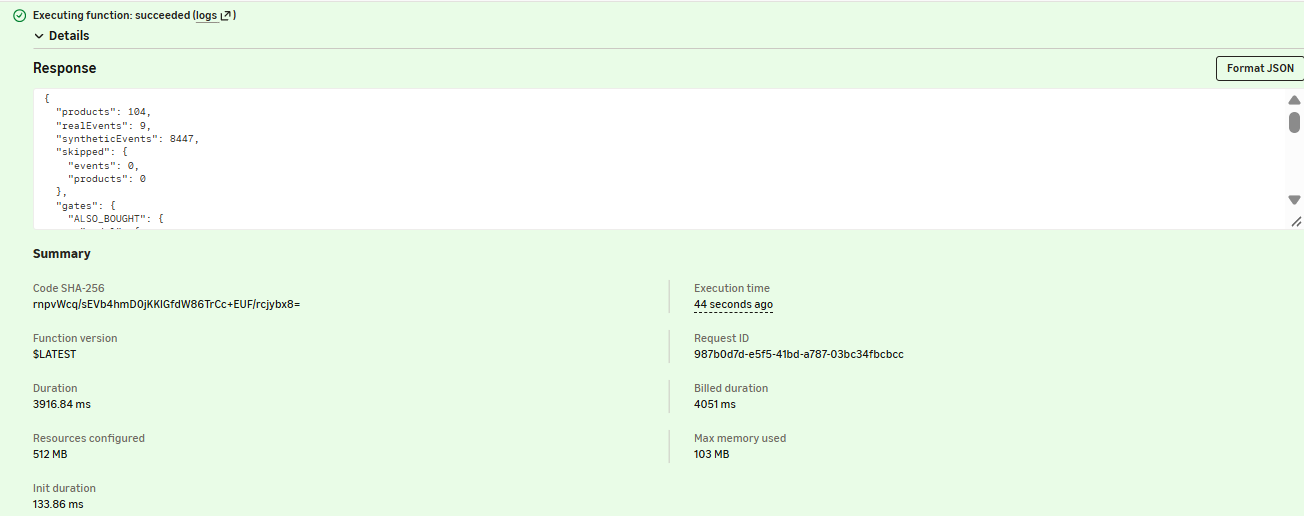 Executing function: succeeded (logs)
Details
Response
Format JSON
{
"products": 104,
"realEvents": 9,
"syntheticEvents": 8447,
"skipped": {
"events": 0,
"products": 0
},
"gates": {
"ALSO_BOUGHT": {
Summary
Code SHA-256
rnpvWcq/sEVb4hmD0jKKIGfdW86TrCc+EUF/rcjybx8=
Execution time
44 seconds ago
Function version
$LATEST
Request ID
987b0d7d-e5f5-41bd-a787-03bc34fbcbcc
Duration
3916.84 ms
Billed duration
4051 ms
Resources configured
512 MB
Max memory used
103 MB
Init duration
133.86 ms